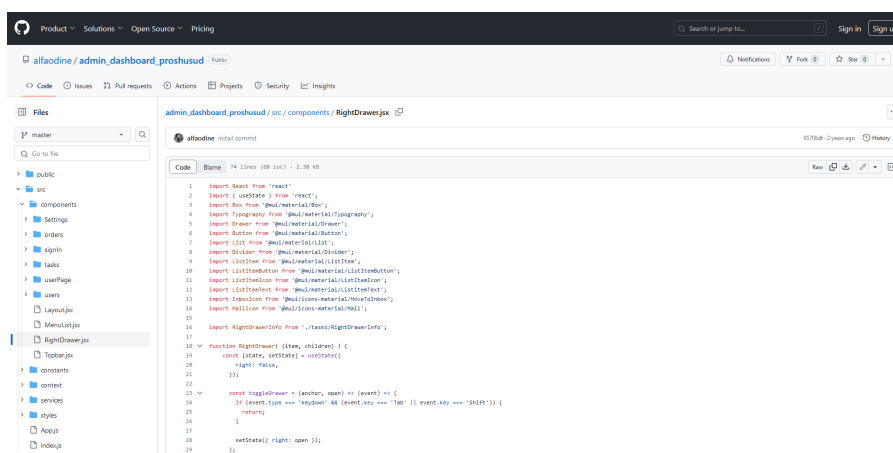 Product Solutions Open Source Pricing Search or jump to... / Sign in Sign u
alfaodine / admin_dashboard_proshusud Public Notifications Fork 0 Star 0
<> Code Issues Pull requests Actions Projects Security Insights
Files
master
Go to file
public
src
components
Settings
orders
signIn
tasks
userPage
users
Layout.jsx
MenuList.jsx
RightDrawer.jsx
Topbar.jsx
constants
context
services
styles
App.js
index.js
admin_dashboard_proshusud / src / components / RightDrawer.jsx
alfaodine initail commit 95708df · 2 years ago History
Code Blame 74 lines (68 loc) · 2.38 KB Raw
1 import React from 'react'
2 import { useState } from 'react';
3 import Box from '@mui/material/Box';
4 import Typography from '@mui/material/Typography';
5 import Drawer from '@mui/material/Drawer';
6 import Button from '@mui/material/Button';
7 import List from '@mui/material/List';
8 import Divider from '@mui/material/Divider';
9 import ListItem from '@mui/material/ListItem';
10 import ListItemButton from '@mui/material/ListItemButton';
11 import ListItemIcon from '@mui/material/ListItemIcon';
12 import ListItemText from '@mui/material/ListItemText';
13 import InboxIcon from '@mui/icons-material/MoveToInbox';
14 import MailIcon from '@mui/icons-material/Mail';
15
16 import RightDrawerInfo from './tasks/RightDrawerInfo';
17
18 function RightDrawer( {item, children} ) {
19 const [state, setState] = useState({
20 right: false,
21 });
22
23 const toggleDrawer = (anchor, open) => (event) => {
24 if (event.type === 'keydown' && (event.key === 'Tab' || event.key === 'Shift')) {
25 return;
26 }
27
28 setState({ right: open });
29 };